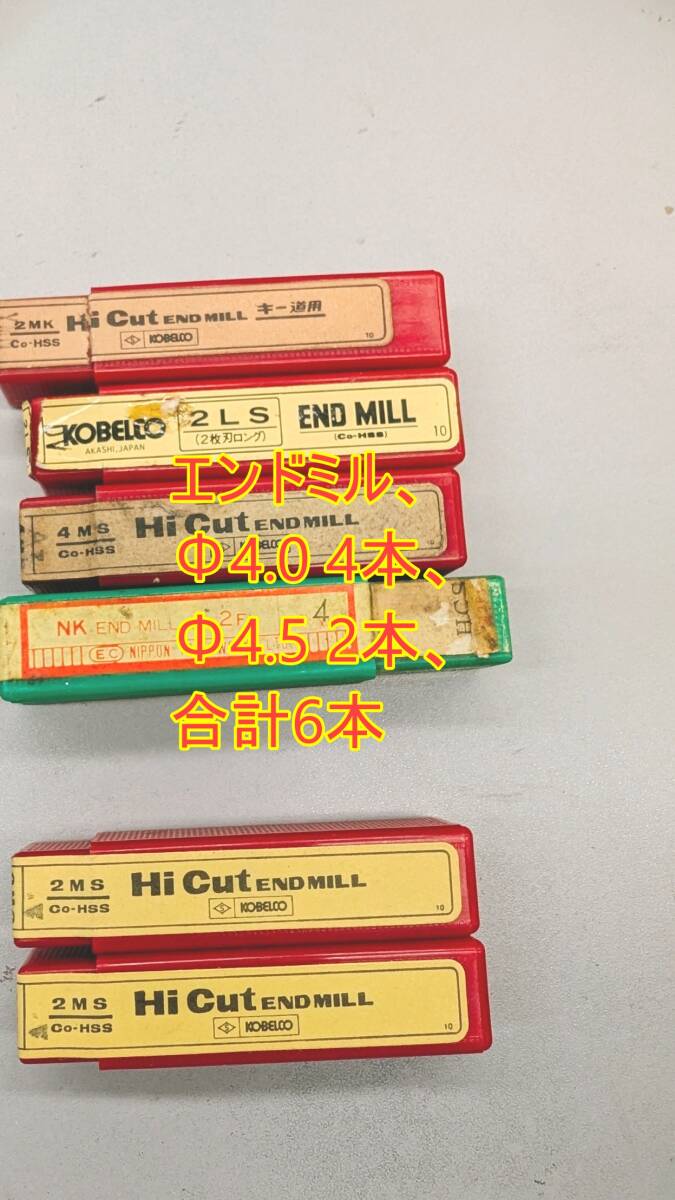 2MK Hi Cut END MILL キー道用
Co-HSS KOBELCO 10
KOBELCO 2LS END MILL
AKASHI, JAPAN (2枚刃ロング) (Co-HSS) 10
エンドミル、
4MS Hi Cut END MILL
Co-HSS
Φ4.0 4本、
NK END MILL 4
EC NIPPON
Φ4.5 2本、
合計6本
2MS Hi Cut END MILL
Co-HSS KOBELCO 10
2MS Hi Cut END MILL
Co-HSS KOBELCO 10